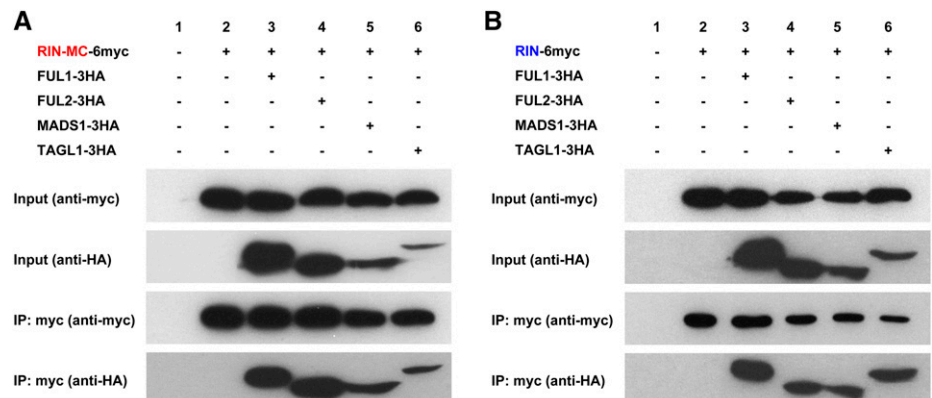 A
1 2 3 4 5 6
RIN-MC-6myc - + + + + +
FUL1-3HA - - + - - -
FUL2-3HA - - - + - -
MADS1-3HA - - - - + -
TAGL1-3HA - - - - - +
Input (anti-myc)
Input (anti-HA)
IP: myc (anti-myc)
IP: myc (anti-HA)
B
1 2 3 4 5 6
RIN-6myc - + + + + +
FUL1-3HA - - + - - -
FUL2-3HA - - - + - -
MADS1-3HA - - - - + -
TAGL1-3HA - - - - - +
Input (anti-myc)
Input (anti-HA)
IP: myc (anti-myc)
IP: myc (anti-HA)